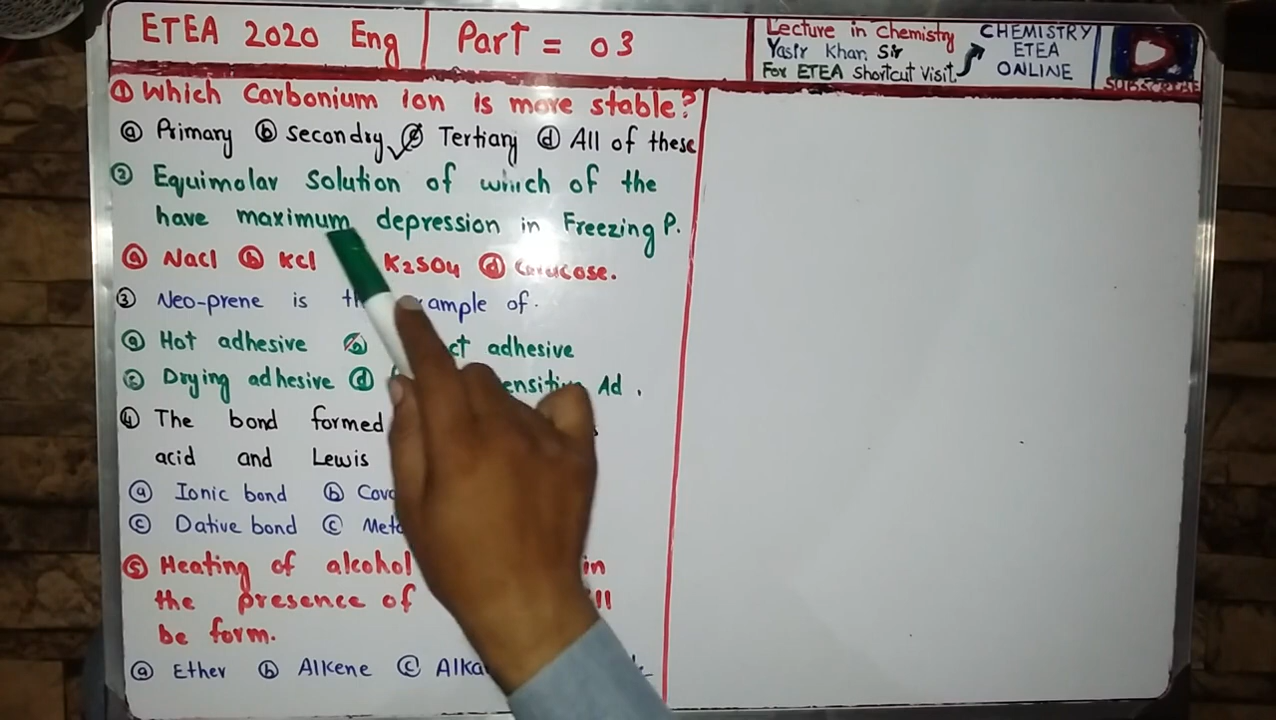 ETEA 2020 Eng Part = 03
Lecture in Chemistry
Yasir Khan Sir
For ETEA Shortcut Visit.
CHEMISTRY
ETEA
ONLINE
SUBSCRIBE
① Which Carbonium ion is more stable?
ⓐ Primary ⓑ Secondry ⓒ Tertiary ⓓ All of these
② Equimolar Solution of which of the
have maximum depression in Freezing P.
ⓐ Nacl ⓑ KCl K2SO4 ⓓ
③ Neo-prene is of.
ⓐ Hot adhesive ⓑ adhesive
ⓒ Drying adhesive ⓓ Ad.
④ The bond formed
acid and Lewis
ⓐ Ionic bond ⓑ
ⓒ Dative bond ⓒ
⑤ Heating of alcohol in
the presence of
be form.
ⓐ Ether ⓑ Alkene ⓒ